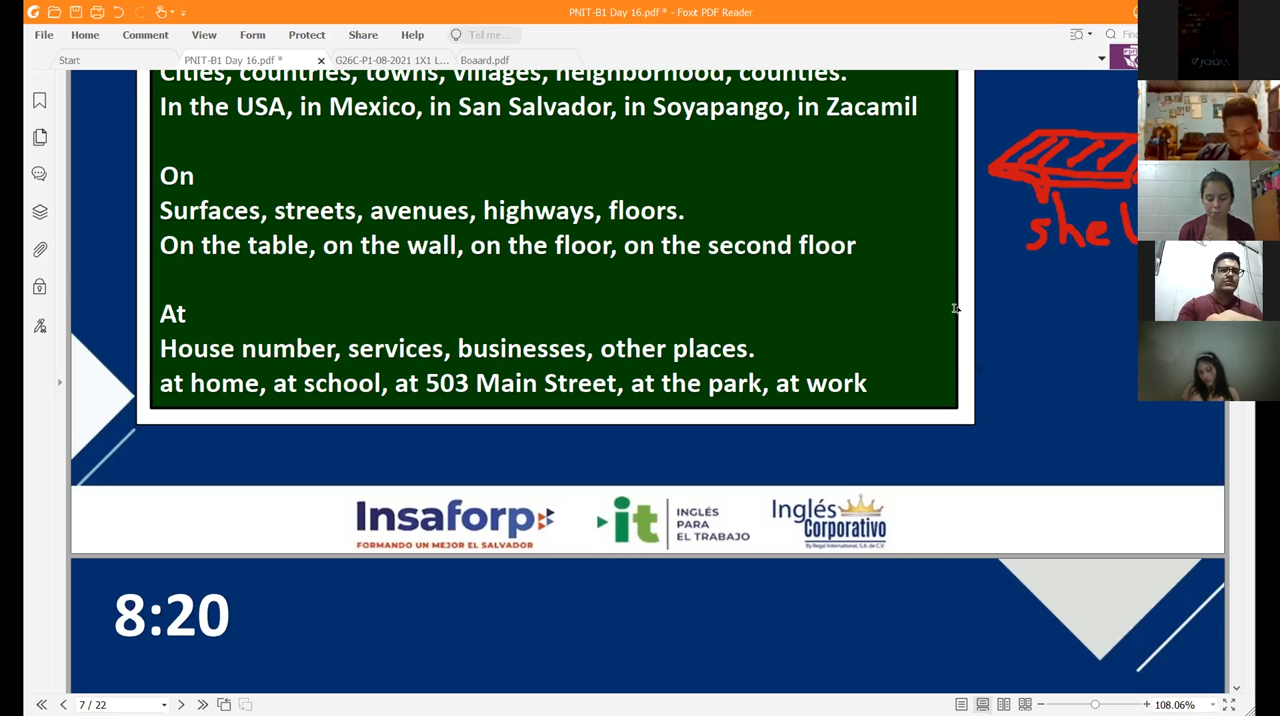 PNIT-B1 Day 16.pdf * - Foxit PDF Reader
File Home Comment View Form Protect Share Help Tell me...
Start PNIT-B1 Day 16.pdf * G26C-P1-08-2021 1X1 L... Boaard.pdf
Cities, countries, towns, villages, neighborhood, counties.
In the USA, in Mexico, in San Salvador, in Soyapango, in Zacamil
On
Surfaces, streets, avenues, highways, floors.
On the table, on the wall, on the floor, on the second floor
At
House number, services, businesses, other places.
at home, at school, at 503 Main Street, at the park, at work
Insaforp
FORMANDO UN MEJOR EL SALVADOR
it
INGLÉS
PARA
EL TRABAJO
Inglés
Corporativo
By Regal International, S.A. de C.V.
8:20
7 / 22
108.06%